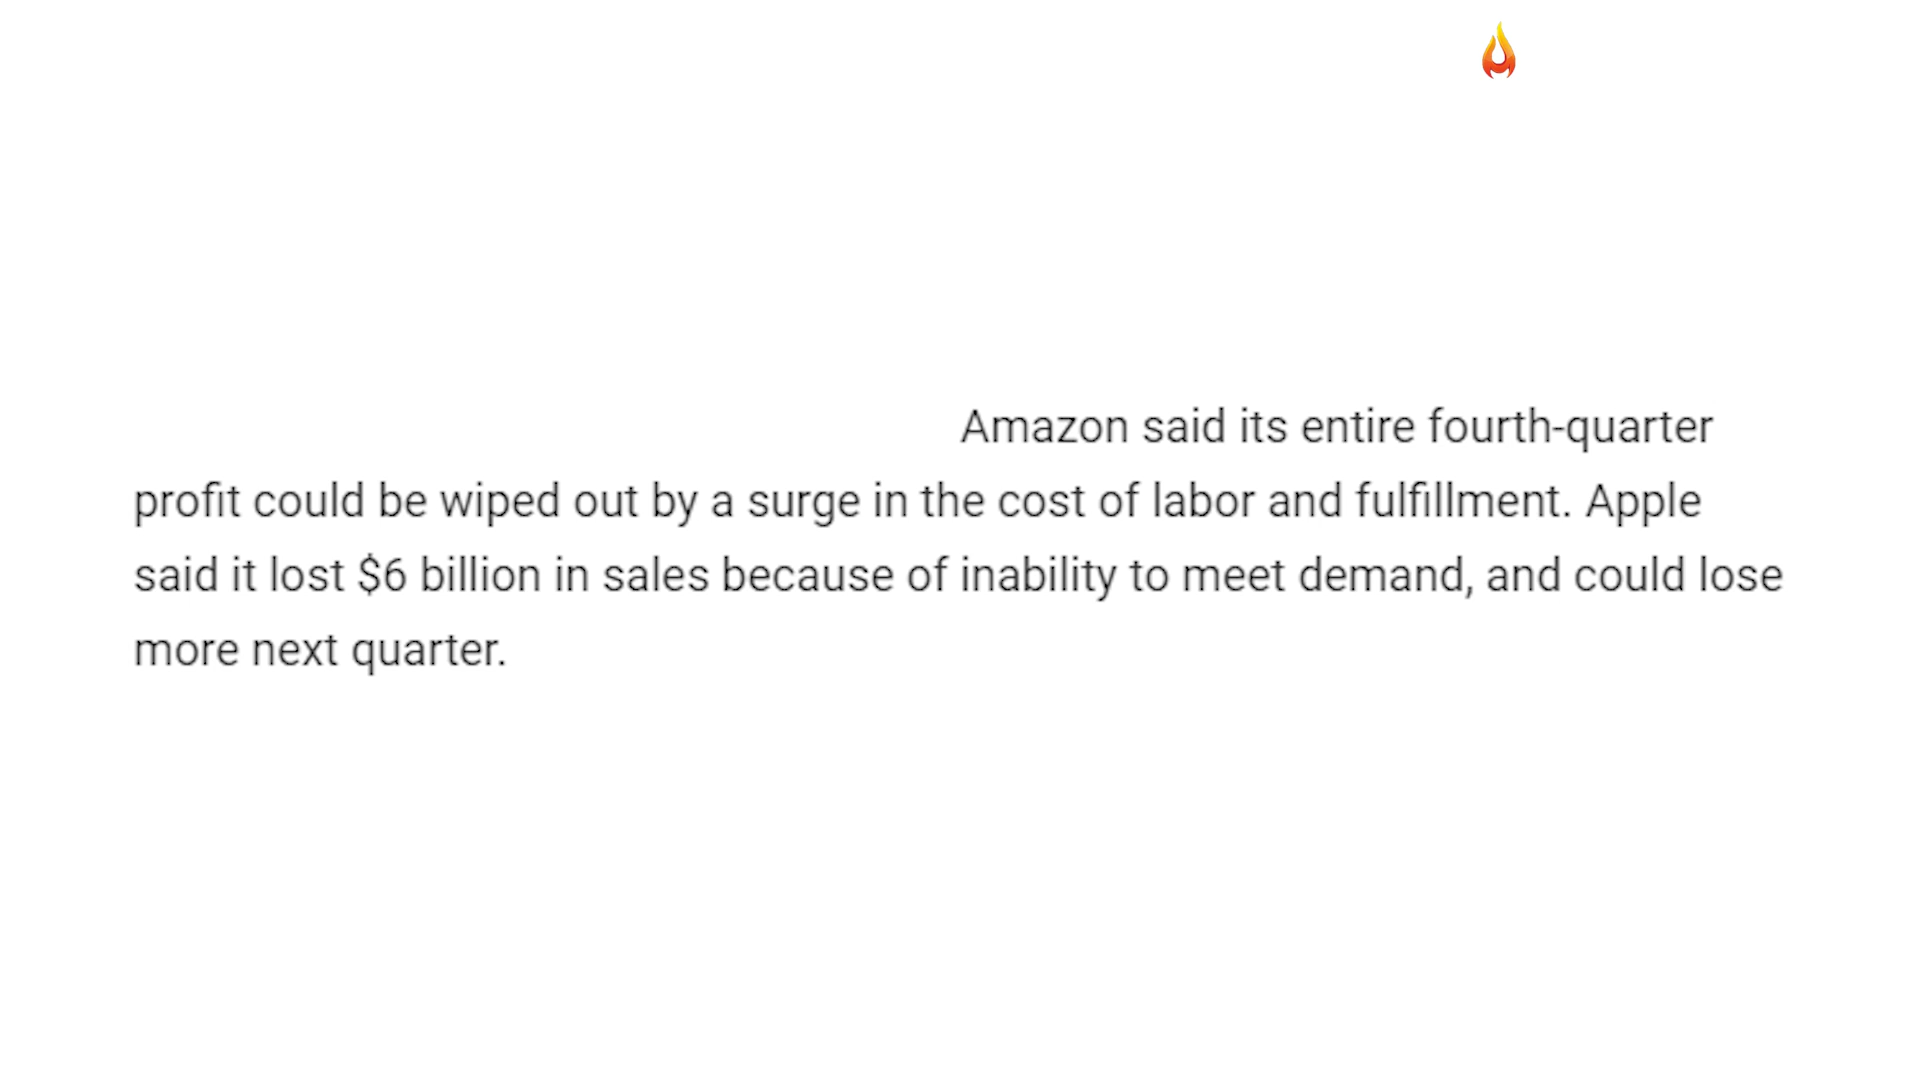 Amazon said its entire fourth-quarter
profit could be wiped out by a surge in the cost of labor and fulfillment. Apple
said it lost $6 billion in sales because of inability to meet demand, and could lose
more next quarter.